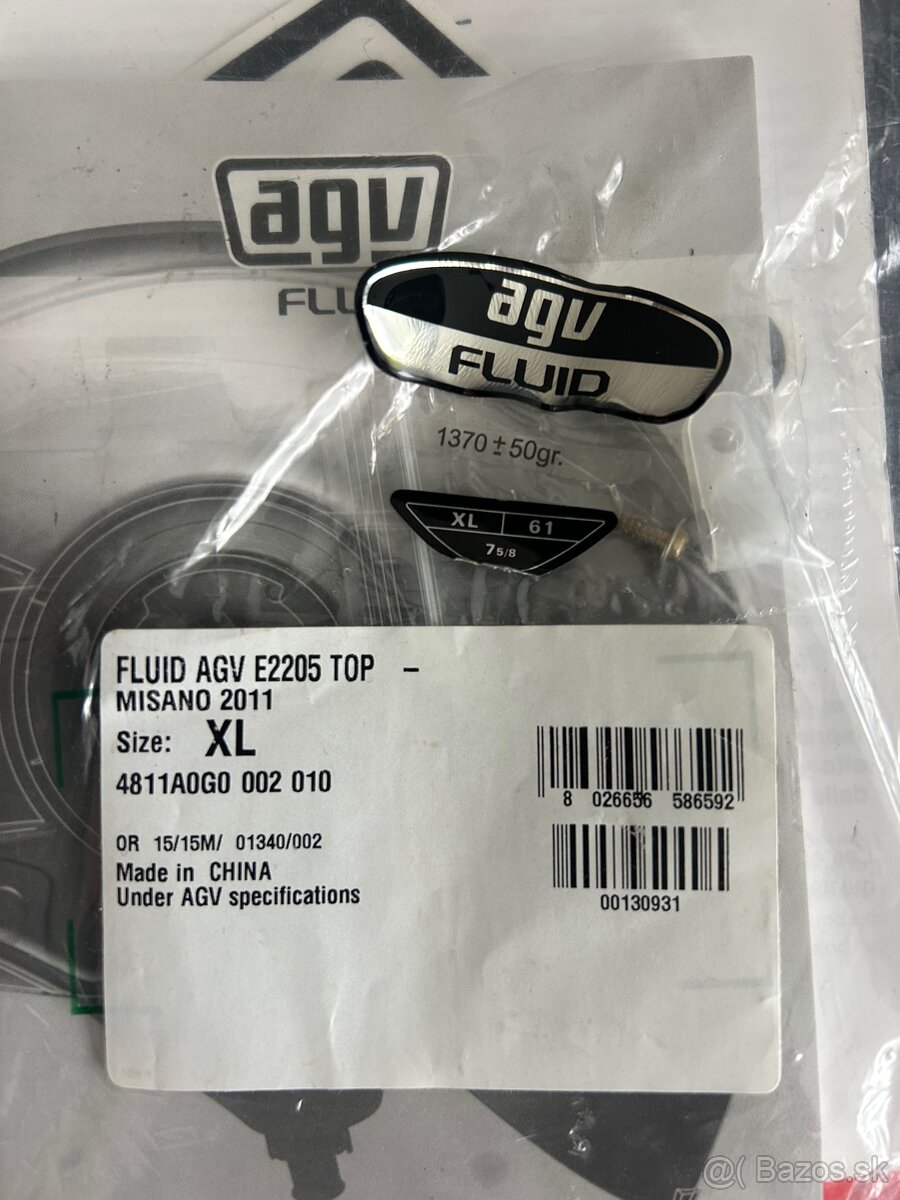 agv
FLU
agv
FLUID
1370 ± 50gr.
XL 61
7 5/8
FLUID AGV E2205 TOP -
MISANO 2011
Size: XL
4811A0G0 002 010
8 026656 586592
OR 15/15M/ 01340/002
Made in CHINA
Under AGV specifications
00130931
@( Bazos.sk